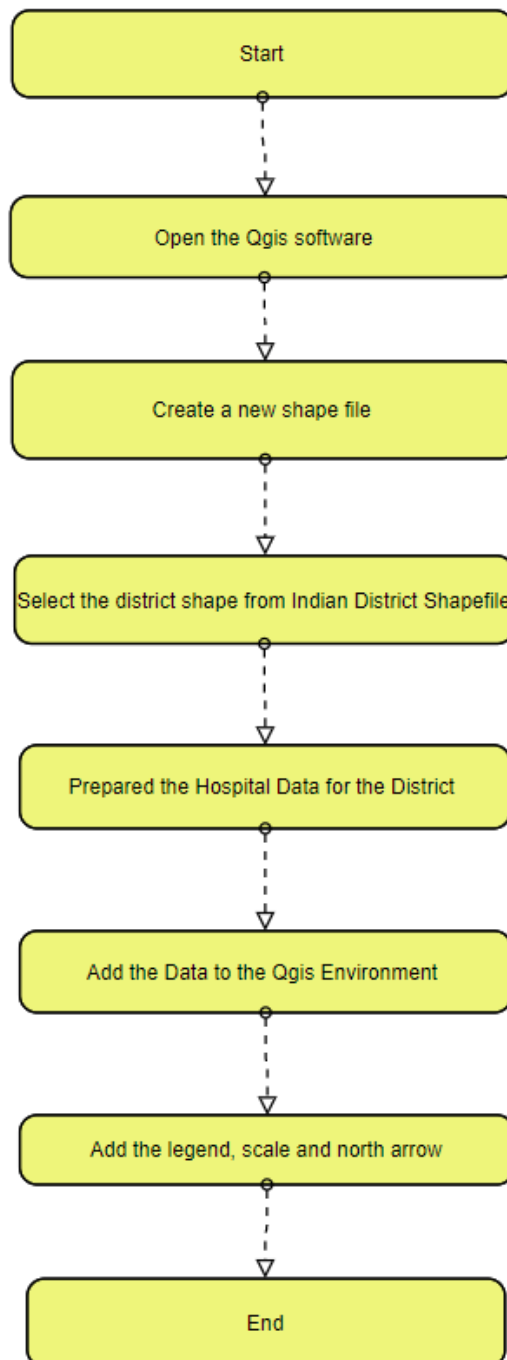 Start
Open the Qgis software
Create a new shape file
Select the district shape from Indian District Shapefile
Prepared the Hospital Data for the District
Add the Data to the Qgis Environment
Add the legend, scale and north arrow
End